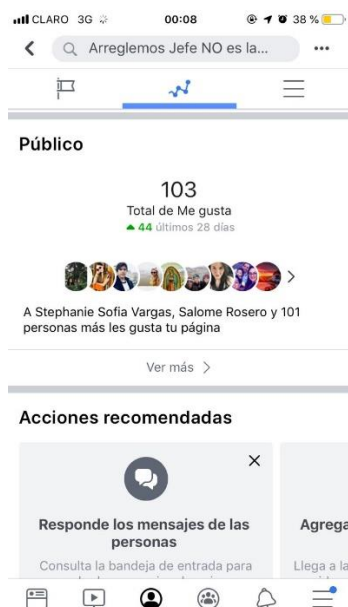 CLARO 3G 00:08 38 %
Arreglemos Jefe NO es la...
Público
103
Total de Me gusta
44 últimos 28 días
A Stephanie Sofia Vargas, Salome Rosero y 101
personas más les gusta tu página
Ver más
Acciones recomendadas
Responde los mensajes de las
personas
Consulta la bandeja de entrada para
Agrega
Llega a la